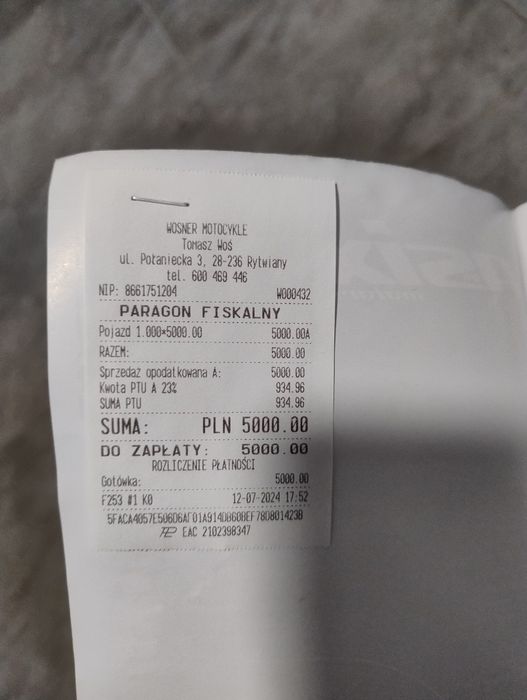 WOSNER MOTOCYKLE
Tomasz Woś
ul. Potaniecka 3, 28-236 Rytwiany
tel. 600 469 446
NIP: 8661751204 W000432
PARAGON FISKALNY
Pojazd 1.000*5000.00 5000.00A
RAZEM: 5000.00
Sprzedaż opodatkowana A: 5000.00
Kwota PTU A 23% 934.96
SUMA PTU 934.96
SUMA: PLN 5000.00
DO ZAPŁATY: 5000.00
ROZLICZENIE PŁATNOŚCI
Gotówka: 5000.00
F253 #1 K0 12-07-2024 17:52
EAC 2102398347